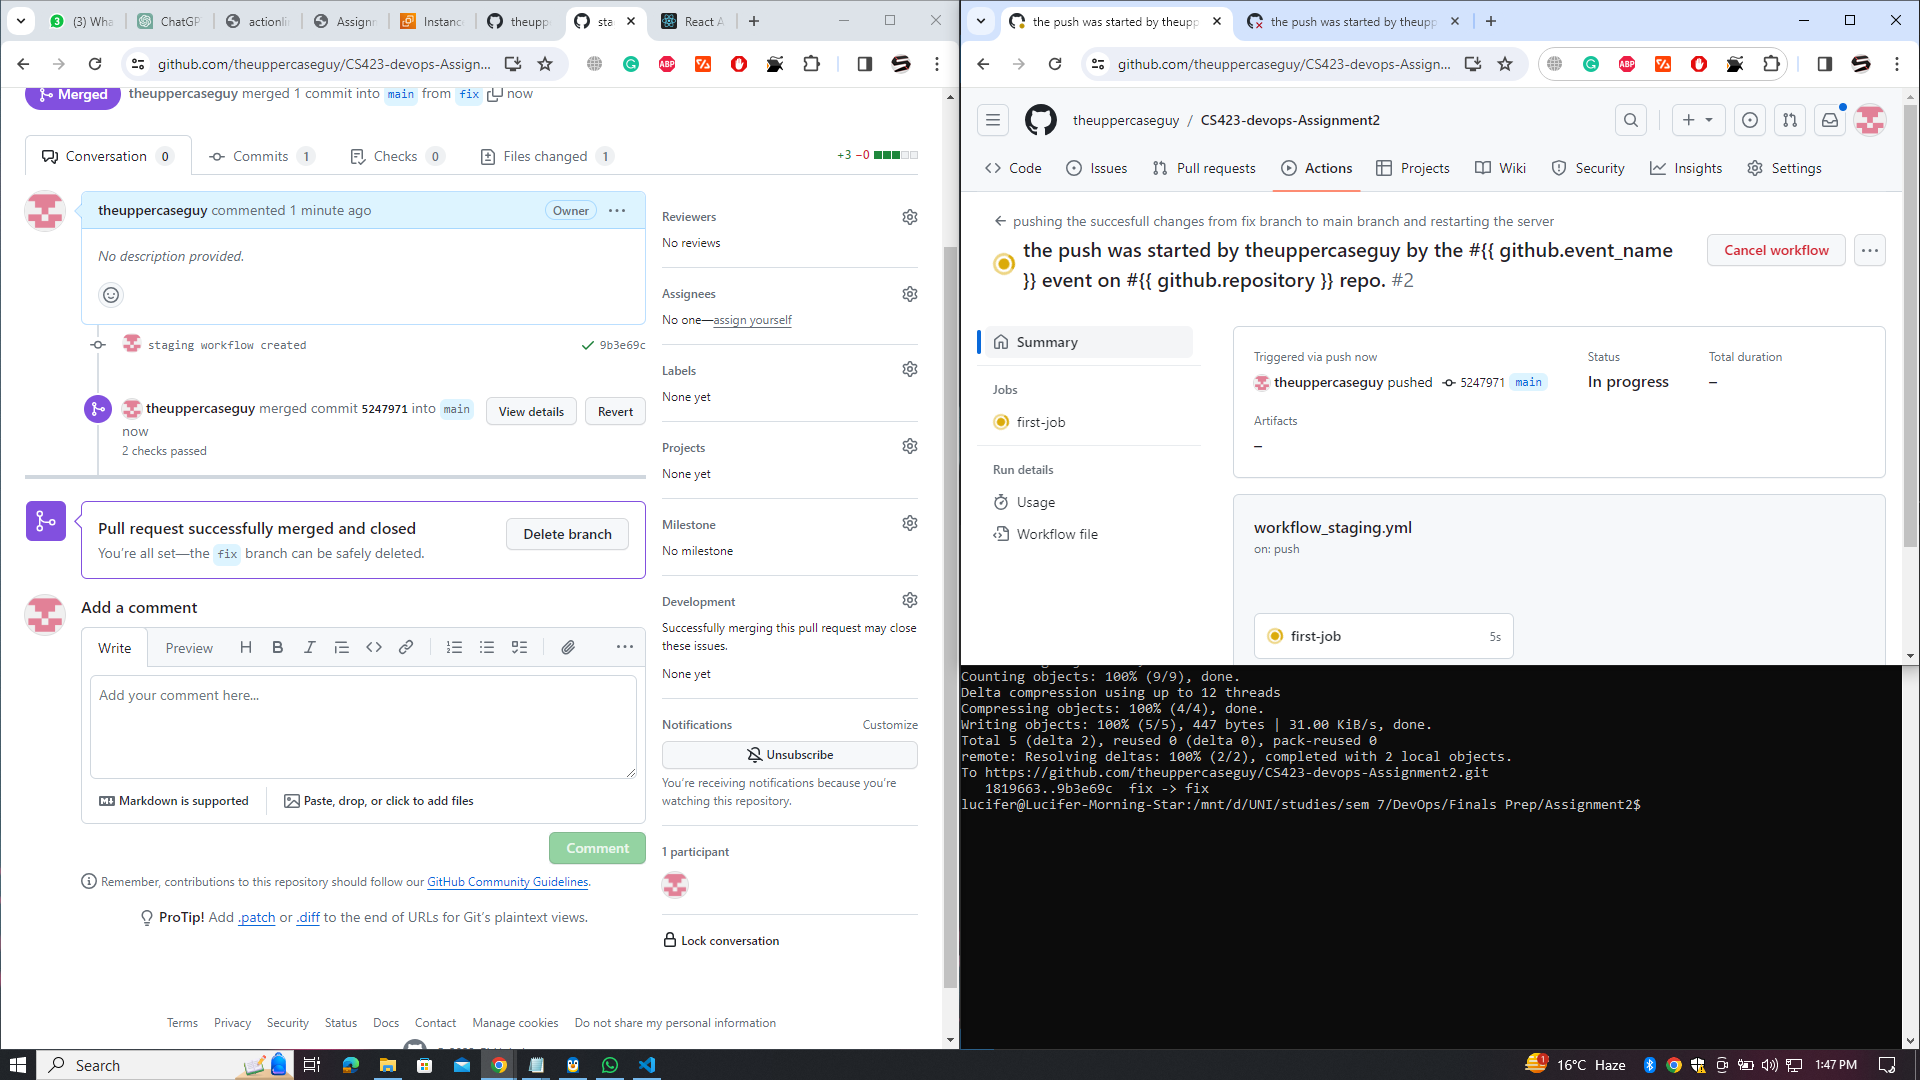 (3) Wha
ChatGP
actionli
Assignn
Instanc
theupp
sta
React A
github.com/theuppercaseguy/CS423-devops-Assign...
Merged
theuppercaseguy merged 1 commit into main from fix now
Conversation 0
Commits 1
Checks 0
Files changed 1
+3 −0
theuppercaseguy commented 1 minute ago
Owner
No description provided.
staging workflow created
9b3e69c
theuppercaseguy merged commit 5247971 into main
now
2 checks passed
View details
Revert
Pull request successfully merged and closed
You're all set—the fix branch can be safely deleted.
Delete branch
Add a comment
Write
Preview
Add your comment here...
Markdown is supported
Paste, drop, or click to add files
Comment
Remember, contributions to this repository should follow our GitHub Community Guidelines.
ProTip! Add .patch or .diff to the end of URLs for Git's plaintext views.
Reviewers
No reviews
Assignees
No one—assign yourself
Labels
None yet
Projects
None yet
Milestone
No milestone
Development
Successfully merging this pull request may close
these issues.
None yet
Notifications
Customize
Unsubscribe
You're receiving notifications because you're
watching this repository.
1 participant
Lock conversation
Terms
Privacy
Security
Status
Docs
Contact
Manage cookies
Do not share my personal information
the push was started by theupp
the push was started by theupp
github.com/theuppercaseguy/CS423-devops-Assign...
theuppercaseguy / CS423-devops-Assignment2
Code
Issues
Pull requests
Actions
Projects
Wiki
Security
Insights
Settings
pushing the succesfull changes from fix branch to main branch and restarting the server
the push was started by theuppercaseguy by the #{{ github.event_name
}} event on #{{ github.repository }} repo. #2
Cancel workflow
Summary
Jobs
first-job
Run details
Usage
Workflow file
Triggered via push now
theuppercaseguy pushed 5247971 main
Status
In progress
Total duration
–
Artifacts
–
workflow_staging.yml
on: push
first-job
5s
Counting objects: 100% (9/9), done.
Delta compression using up to 12 threads
Compressing objects: 100% (4/4), done.
Writing objects: 100% (5/5), 447 bytes | 31.00 KiB/s, done.
Total 5 (delta 2), reused 0 (delta 0), pack-reused 0
remote: Resolving deltas: 100% (2/2), completed with 2 local objects.
To https://github.com/theuppercaseguy/CS423-devops-Assignment2.git
1819663..9b3e69c fix -> fix
lucifer@Lucifer-Morning-Star:/mnt/d/UNI/studies/sem 7/DevOps/Finals Prep/Assignment2$
Search
16°C Haze
1:47 PM